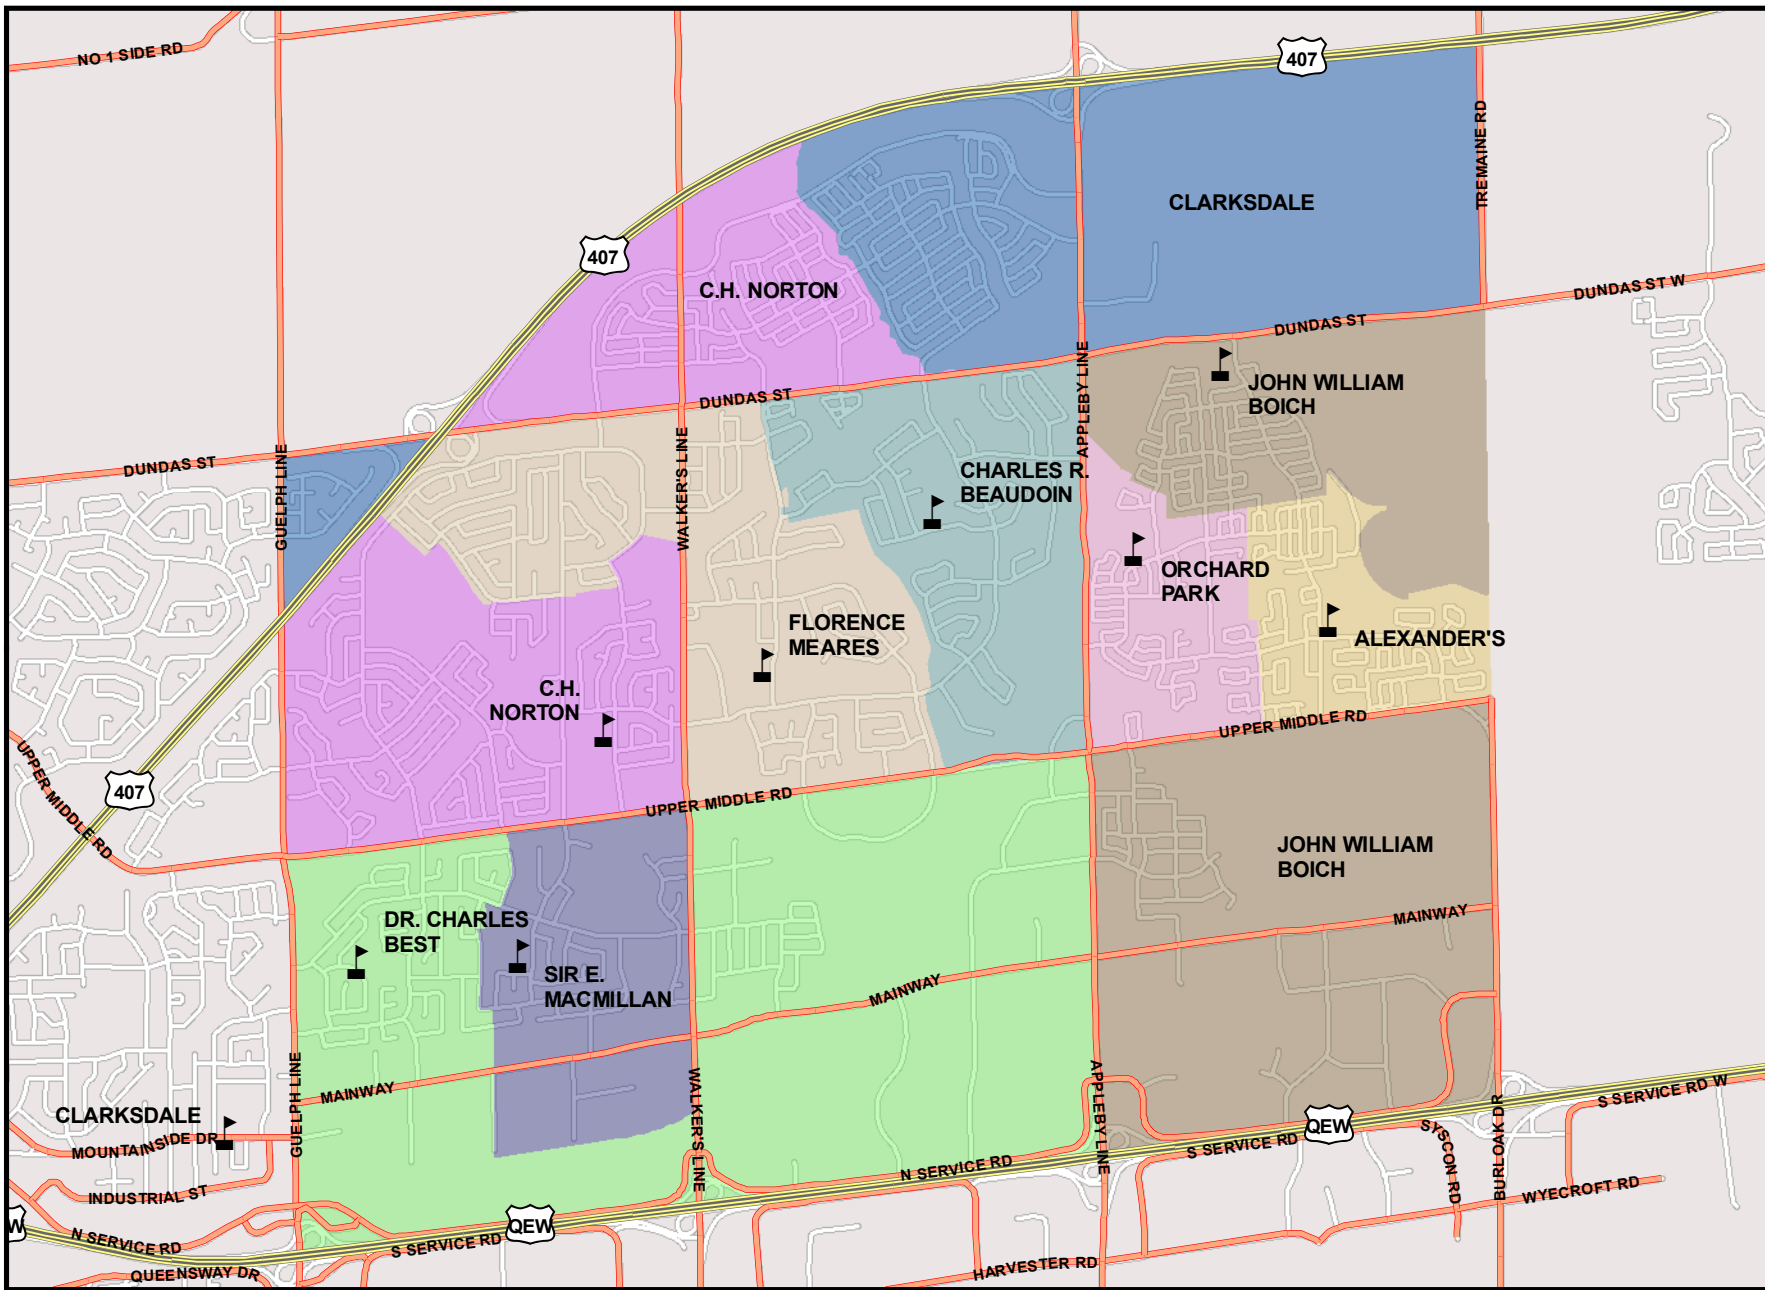 NO 1 SIDE RD
407
TREMAINE RD
CLARKSDALE
407
C.H. NORTON
DUNDAS ST W
DUNDAS ST
APPLEBY LINE
JOHN WILLIAM
BOICH
DUNDAS ST
DUNDAS ST
GUELPH LINE
WALKER'S LINE
CHARLES R.
BEAUDOIN
ORCHARD
PARK
FLORENCE
MEARES
ALEXANDER'S
C.H.
NORTON
UPPER MIDDLE RD
UPPER MIDDLE RD
407
UPPER MIDDLE RD
JOHN WILLIAM
BOICH
MAINWAY
DR. CHARLES
BEST
SIR E.
MACMILLAN
MAINWAY
MAINWAY
GUELPH LINE
WALKER'S LINE
APPLEBY LINE
CLARKSDALE
MOUNTAINSIDE DR
INDUSTRIAL ST
N SERVICE RD
W
QUEENSWAY DR
S SERVICE RD
QEW
N SERVICE RD
S SERVICE RD
QEW
SYSCON RD
BURLOAK DR
S SERVICE RD W
WYECROFT RD
HARVESTER RD